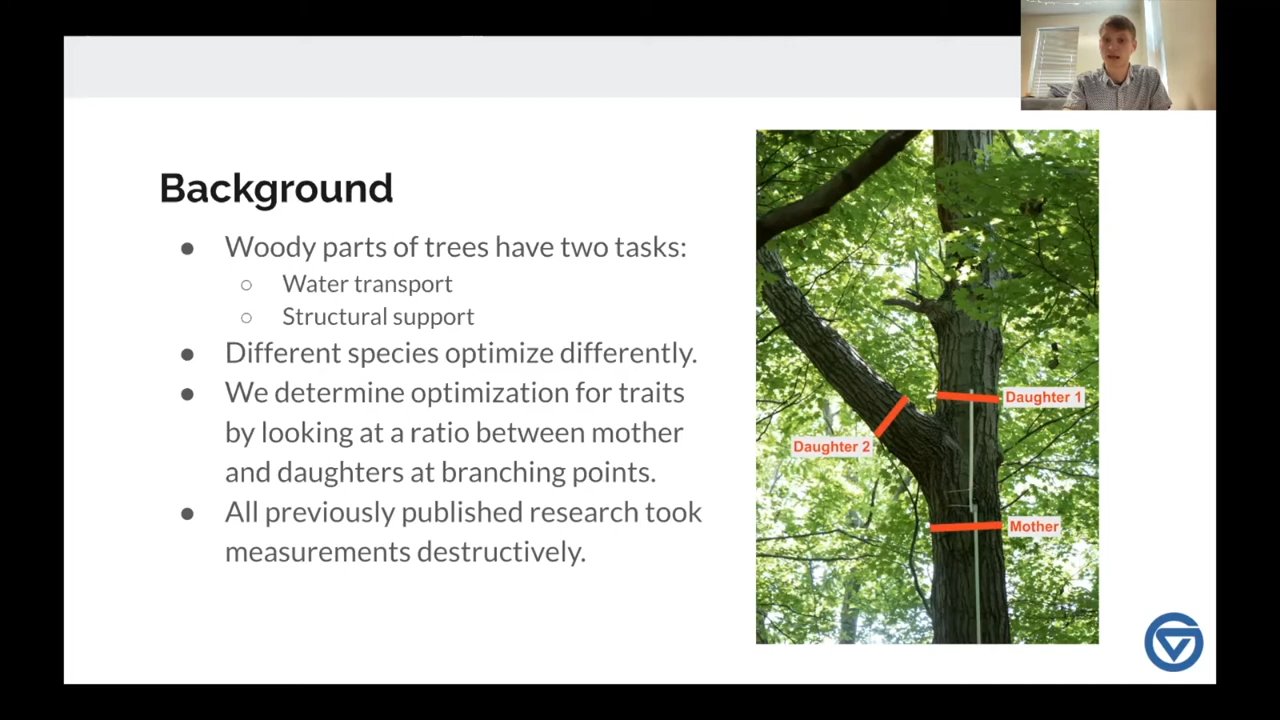 Background
● Woody parts of trees have two tasks:
○ Water transport
○ Structural support
● Different species optimize differently.
● We determine optimization for traits
by looking at a ratio between mother
and daughters at branching points.
● All previously published research took
measurements destructively.
Daughter 1
Daughter 2
Mother